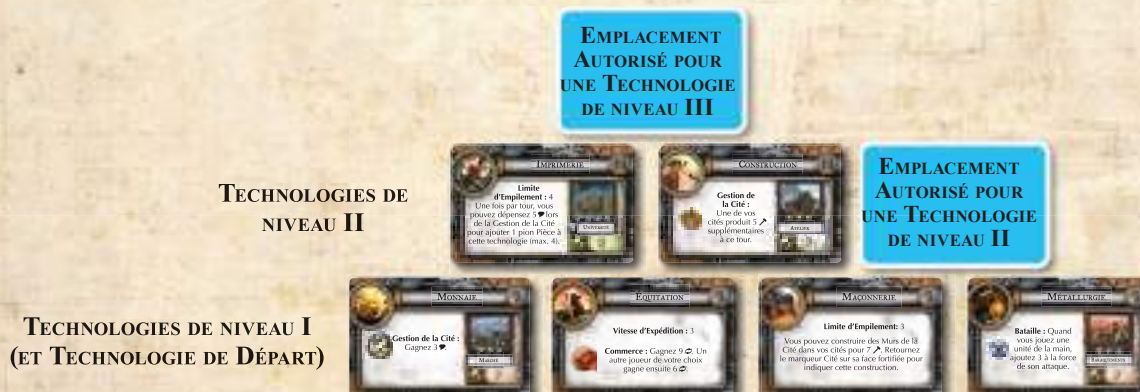 EMPLACEMENT
AUTORISÉ POUR
UNE TECHNOLOGIE
DE NIVEAU III
TECHNOLOGIES DE
NIVEAU II
IMPRIMERIE
Limite
d'Empilement : 4
Une fois par tour, vous
pouvez dépensez 5 lors
de la Gestion de la Cité
pour ajouter 1 pion Pièce à
cette technologie (max. 4).
UNIVERSITÉ
CONSTRUCTION
Gestion de
la Cité :
Une de vos
cités produit 5
supplémentaires
à ce tour.
ATELIER
EMPLACEMENT
AUTORISÉ POUR
UNE TECHNOLOGIE
DE NIVEAU II
TECHNOLOGIES DE NIVEAU I
(ET TECHNOLOGIE DE DÉPART)
MONNAIE
Gestion de la Cité :
Gagnez 3
MARCHÉ
EQUITATION
Vitesse d'Expédition : 3
Commerce : Gagnez 9 . Un
autre joueur de votre choix
gagne ensuite 6 .
MAÇONNERIE
Limite d'Empilement: 3
Vous pouvez construire des Murs de la
Cité dans vos cités pour 7 . Retournez
le marqueur Cité sur sa face fortifiée pour
indiquer cette construction.
MÉTALLURGIE
Bataille : Quand
vous jouez une
unité de la main,
ajoutez 3 à la force
de son attaque.
BARAQUEMENTS